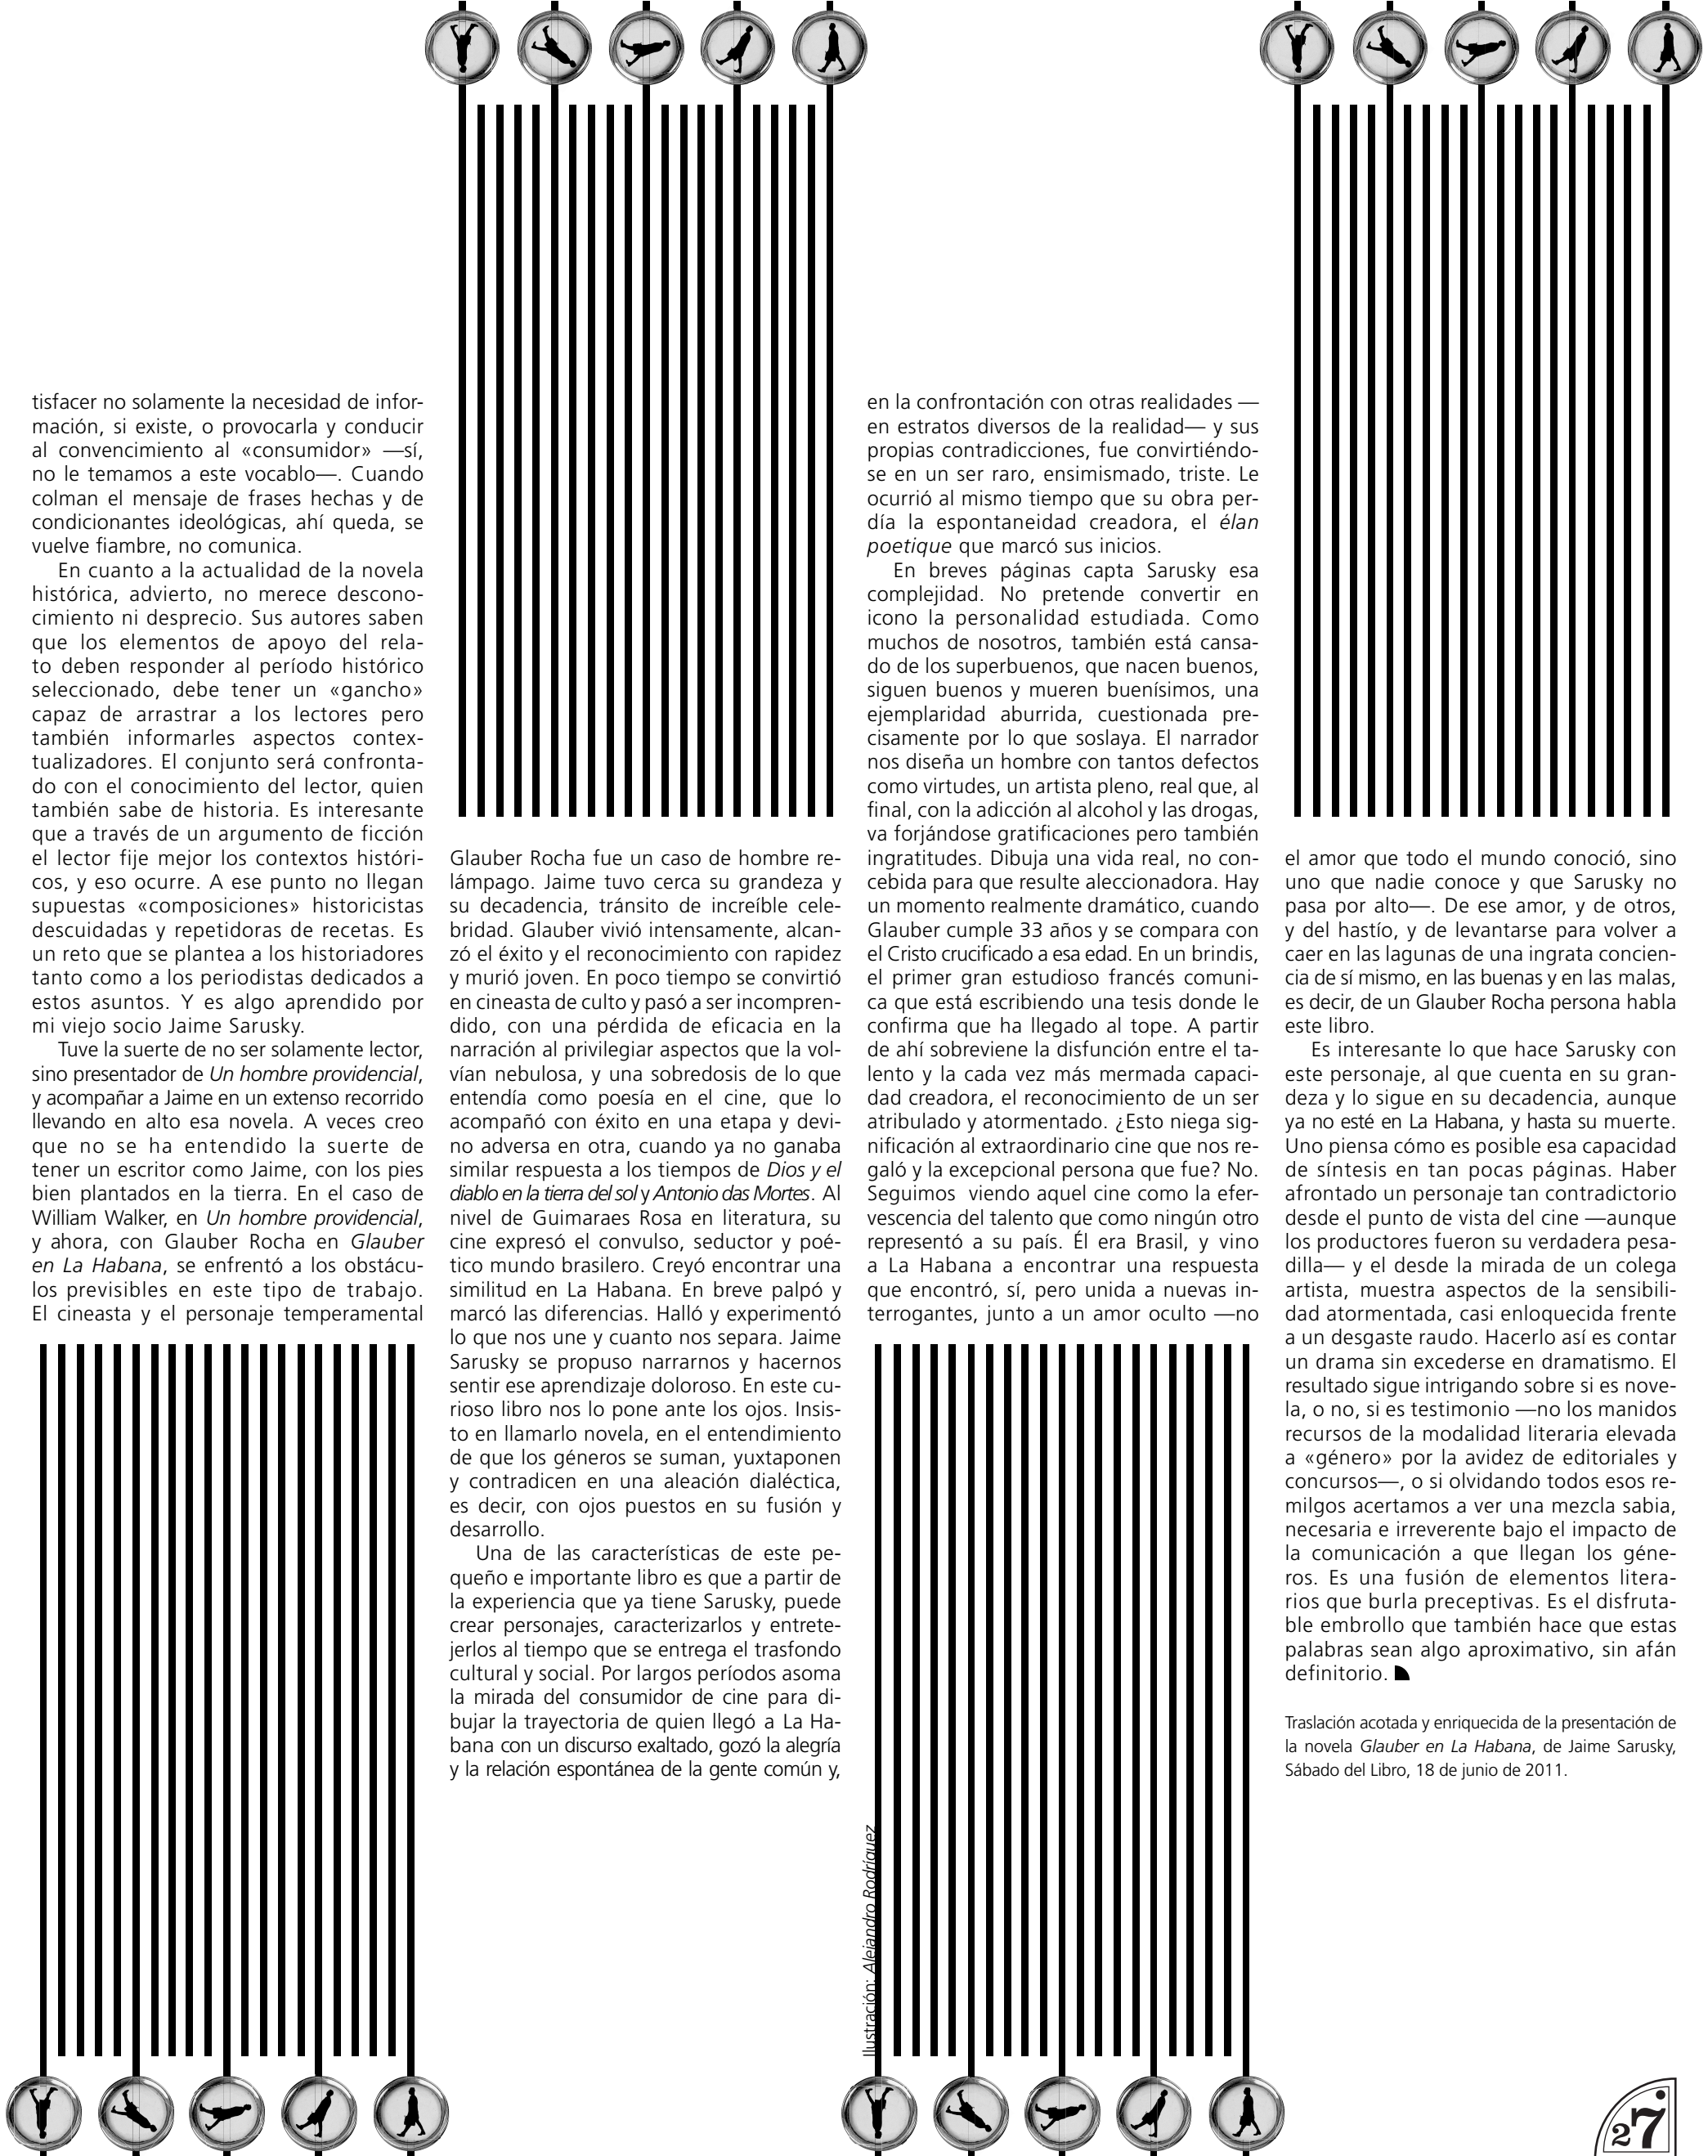 tisfacer no solamente la necesidad de infor-
mación, si existe, o provocarla y conducir
al convencimiento al «consumidor» —sí,
no le temamos a este vocablo—. Cuando
colman el mensaje de frases hechas y de
condicionantes ideológicas, ahí queda, se
vuelve fiambre, no comunica.
En cuanto a la actualidad de la novela
histórica, advierto, no merece descono-
cimiento ni desprecio. Sus autores saben
que los elementos de apoyo del rela-
to deben responder al período histórico
seleccionado, debe tener un «gancho»
capaz de arrastrar a los lectores pero
también informarles aspectos contex-
tualizadores. El conjunto será confronta-
do con el conocimiento del lector, quien
también sabe de historia. Es interesante
que a través de un argumento de ficción
el lector fije mejor los contextos históri-
cos, y eso ocurre. A ese punto no llegan
supuestas «composiciones» historicistas
descuidadas y repetidoras de recetas. Es
un reto que se plantea a los historiadores
tanto como a los periodistas dedicados a
estos asuntos. Y es algo aprendido por
mi viejo socio Jaime Sarusky.
Tuve la suerte de no ser solamente lector,
sino presentador de Un hombre providencial,
y acompañar a Jaime en un extenso recorrido
llevando en alto esa novela. A veces creo
que no se ha entendido la suerte de
tener un escritor como Jaime, con los pies
bien plantados en la tierra. En el caso de
William Walker, en Un hombre providencial,
y ahora, con Glauber Rocha en Glauber
en La Habana, se enfrentó a los obstácu-
los previsibles en este tipo de trabajo.
El cineasta y el personaje temperamental
Glauber Rocha fue un caso de hombre re-
lámpago. Jaime tuvo cerca su grandeza y
su decadencia, tránsito de increíble cele-
bridad. Glauber vivió intensamente, alcan-
zó el éxito y el reconocimiento con rapidez
y murió joven. En poco tiempo se convirtió
en cineasta de culto y pasó a ser incompren-
dido, con una pérdida de eficacia en la
narración al privilegiar aspectos que la vol-
vían nebulosa, y una sobredosis de lo que
entendía como poesía en el cine, que lo
acompañó con éxito en una etapa y devi-
no adversa en otra, cuando ya no ganaba
similar respuesta a los tiempos de Dios y el
diablo en la tierra del sol y Antonio das Mortes. Al
nivel de Guimaraes Rosa en literatura, su
cine expresó el convulso, seductor y poé-
tico mundo brasilero. Creyó encontrar una
similitud en La Habana. En breve palpó y
marcó las diferencias. Halló y experimentó
lo que nos une y cuanto nos separa. Jaime
Sarusky se propuso narrarnos y hacernos
sentir ese aprendizaje doloroso. En este cu-
rioso libro nos lo pone ante los ojos. Insis-
to en llamarlo novela, en el entendimiento
de que los géneros se suman, yuxtaponen
y contradicen en una aleación dialéctica,
es decir, con ojos puestos en su fusión y
desarrollo.
Una de las características de este pe-
queño e importante libro es que a partir de
la experiencia que ya tiene Sarusky, puede
crear personajes, caracterizarlos y entrete-
jerlos al tiempo que se entrega el trasfondo
cultural y social. Por largos períodos asoma
la mirada del consumidor de cine para di-
bujar la trayectoria de quien llegó a La Ha-
bana con un discurso exaltado, gozó la alegría
y la relación espontánea de la gente común y,
en la confrontación con otras realidades —
en estratos diversos de la realidad— y sus
propias contradicciones, fue convirtiéndo-
se en un ser raro, ensimismado, triste. Le
ocurrió al mismo tiempo que su obra per-
día la espontaneidad creadora, el élan
poetique que marcó sus inicios.
En breves páginas capta Sarusky esa
complejidad. No pretende convertir en
icono la personalidad estudiada. Como
muchos de nosotros, también está cansa-
do de los superbuenos, que nacen buenos,
siguen buenos y mueren buenísimos, una
ejemplaridad aburrida, cuestionada pre-
cisamente por lo que soslaya. El narrador
nos diseña un hombre con tantos defectos
como virtudes, un artista pleno, real que, al
final, con la adicción al alcohol y las drogas,
va forjándose gratificaciones pero también
ingratitudes. Dibuja una vida real, no con-
cebida para que resulte aleccionadora. Hay
un momento realmente dramático, cuando
Glauber cumple 33 años y se compara con
el Cristo crucificado a esa edad. En un brindis,
el primer gran estudioso francés comuni-
ca que está escribiendo una tesis donde le
confirma que ha llegado al tope. A partir
de ahí sobreviene la disfunción entre el ta-
lento y la cada vez más mermada capaci-
dad creadora, el reconocimiento de un ser
atribulado y atormentado. ¿Esto niega sig-
nificación al extraordinario cine que nos re-
galó y la excepcional persona que fue? No.
Seguimos viendo aquel cine como la efer-
vescencia del talento que como ningún otro
representó a su país. Él era Brasil, y vino
a La Habana a encontrar una respuesta
que encontró, sí, pero unida a nuevas in-
terrogantes, junto a un amor oculto —no
Ilustración: Alejandro Rodríguez
el amor que todo el mundo conoció, sino
uno que nadie conoce y que Sarusky no
pasa por alto—. De ese amor, y de otros,
y del hastío, y de levantarse para volver a
caer en las lagunas de una ingrata concien-
cia de sí mismo, en las buenas y en las malas,
es decir, de un Glauber Rocha persona habla
este libro.
Es interesante lo que hace Sarusky con
este personaje, al que cuenta en su gran-
deza y lo sigue en su decadencia, aunque
ya no esté en La Habana, y hasta su muerte.
Uno piensa cómo es posible esa capacidad
de síntesis en tan pocas páginas. Haber
afrontado un personaje tan contradictorio
desde el punto de vista del cine —aunque
los productores fueron su verdadera pesa-
dilla— y el desde la mirada de un colega
artista, muestra aspectos de la sensibili-
dad atormentada, casi enloquecida frente
a un desgaste raudo. Hacerlo así es contar
un drama sin excederse en dramatismo. El
resultado sigue intrigando sobre si es nove-
la, o no, si es testimonio —no los manidos
recursos de la modalidad literaria elevada
a «género» por la avidez de editoriales y
concursos—, o si olvidando todos esos re-
milgos acertamos a ver una mezcla sabia,
necesaria e irreverente bajo el impacto de
la comunicación a que llegan los géne-
ros. Es una fusión de elementos litera-
rios que burla preceptivas. Es el disfruta-
ble embrollo que también hace que estas
palabras sean algo aproximativo, sin afán
definitorio.
Traslación acotada y enriquecida de la presentación de
la novela Glauber en La Habana, de Jaime Sarusky,
Sábado del Libro, 18 de junio de 2011.
27